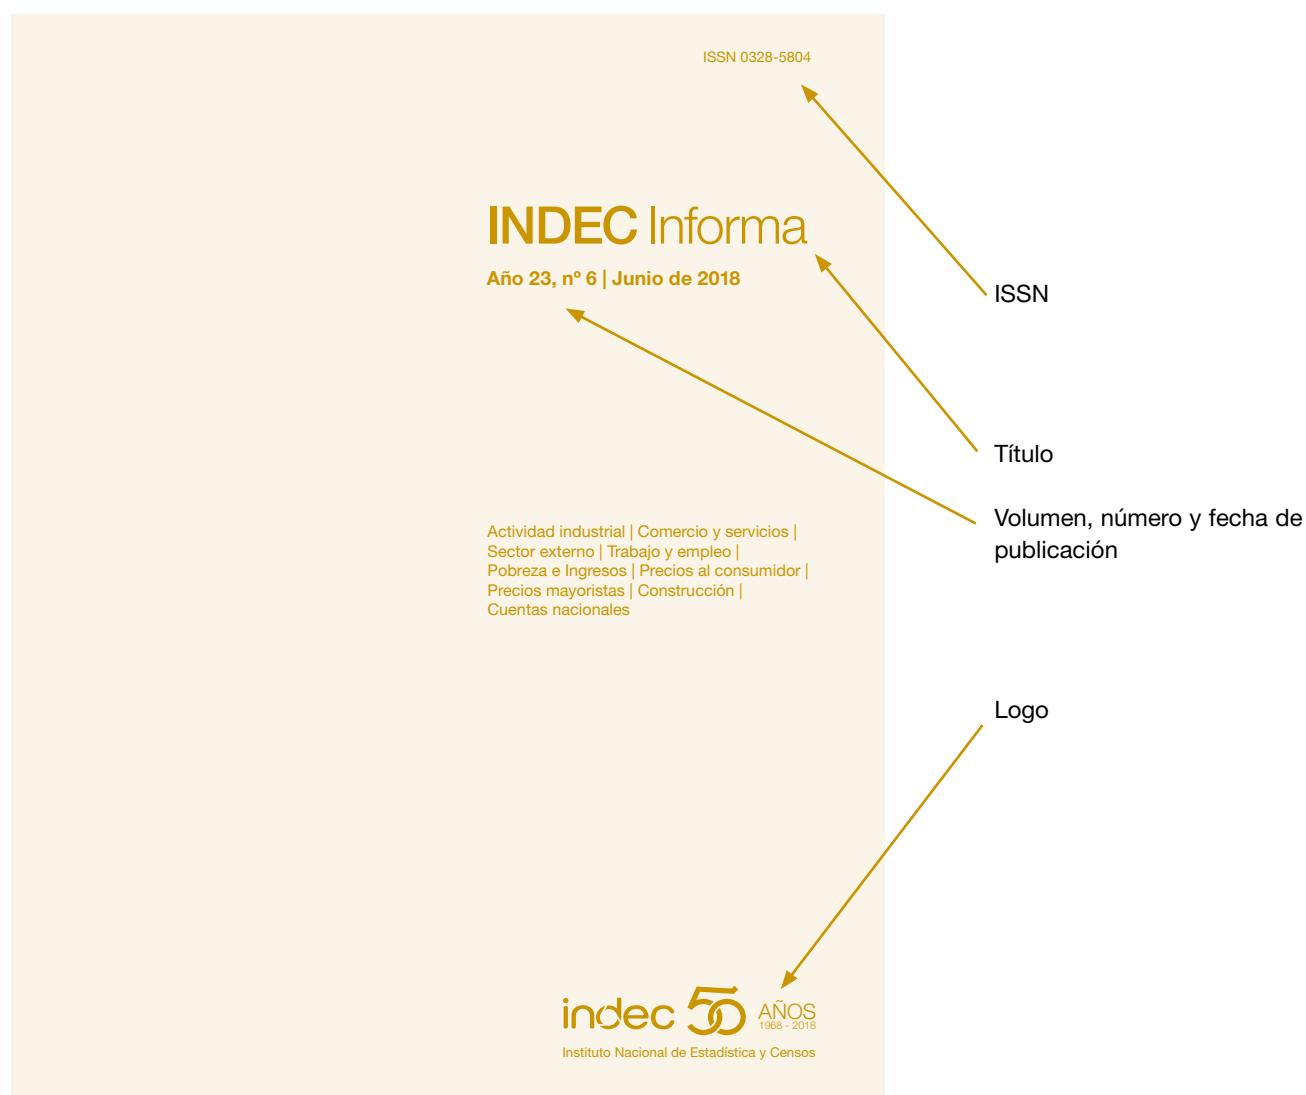 ISSN 0328-5804
INDEC Informa
Año 23, nº 6 | Junio de 2018
ISSN
Título
Volumen, número y fecha de
publicación
Actividad industrial | Comercio y servicios |
Sector externo | Trabajo y empleo |
Pobreza e Ingresos | Precios al consumidor |
Precios mayoristas | Construcción |
Cuentas nacionales
Logo
indec 50 AÑOS
1968 - 2018
Instituto Nacional de Estadística y Censos